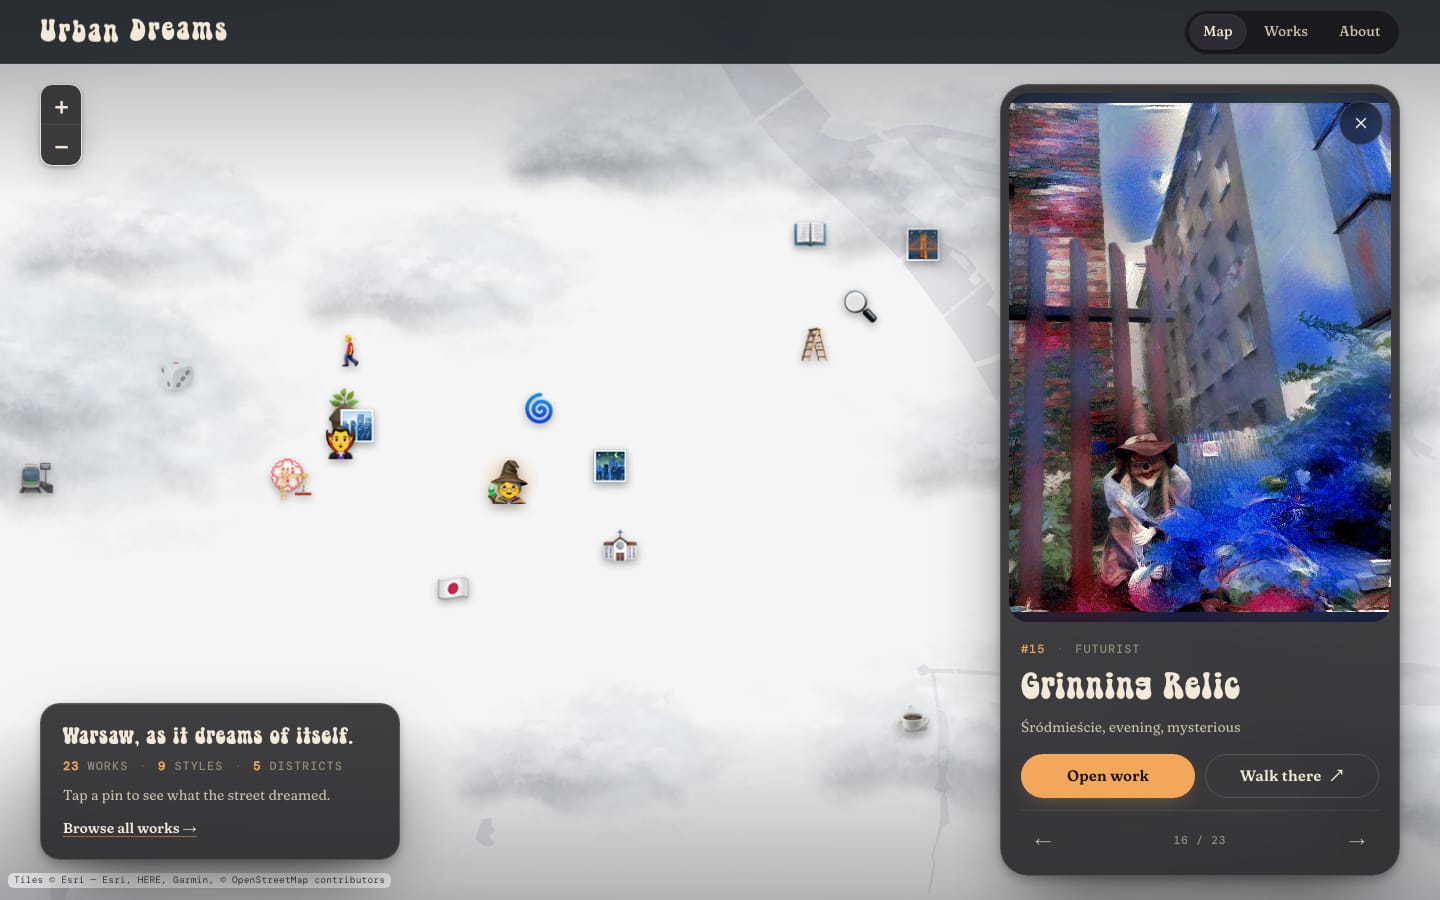 Urban Dreams
Map
Works
About
+
−
×
#15 · FUTURIST
Grinning Relic
Śródmieście, evening, mysterious
Open work
Walk there ↗
← 16 / 23 →
Warsaw, as it dreams of itself.
23 WORKS · 9 STYLES · 5 DISTRICTS
Tap a pin to see what the street dreamed.
Browse all works →
Tiles © Esri — Esri, HERE, Garmin, © OpenStreetMap contributors